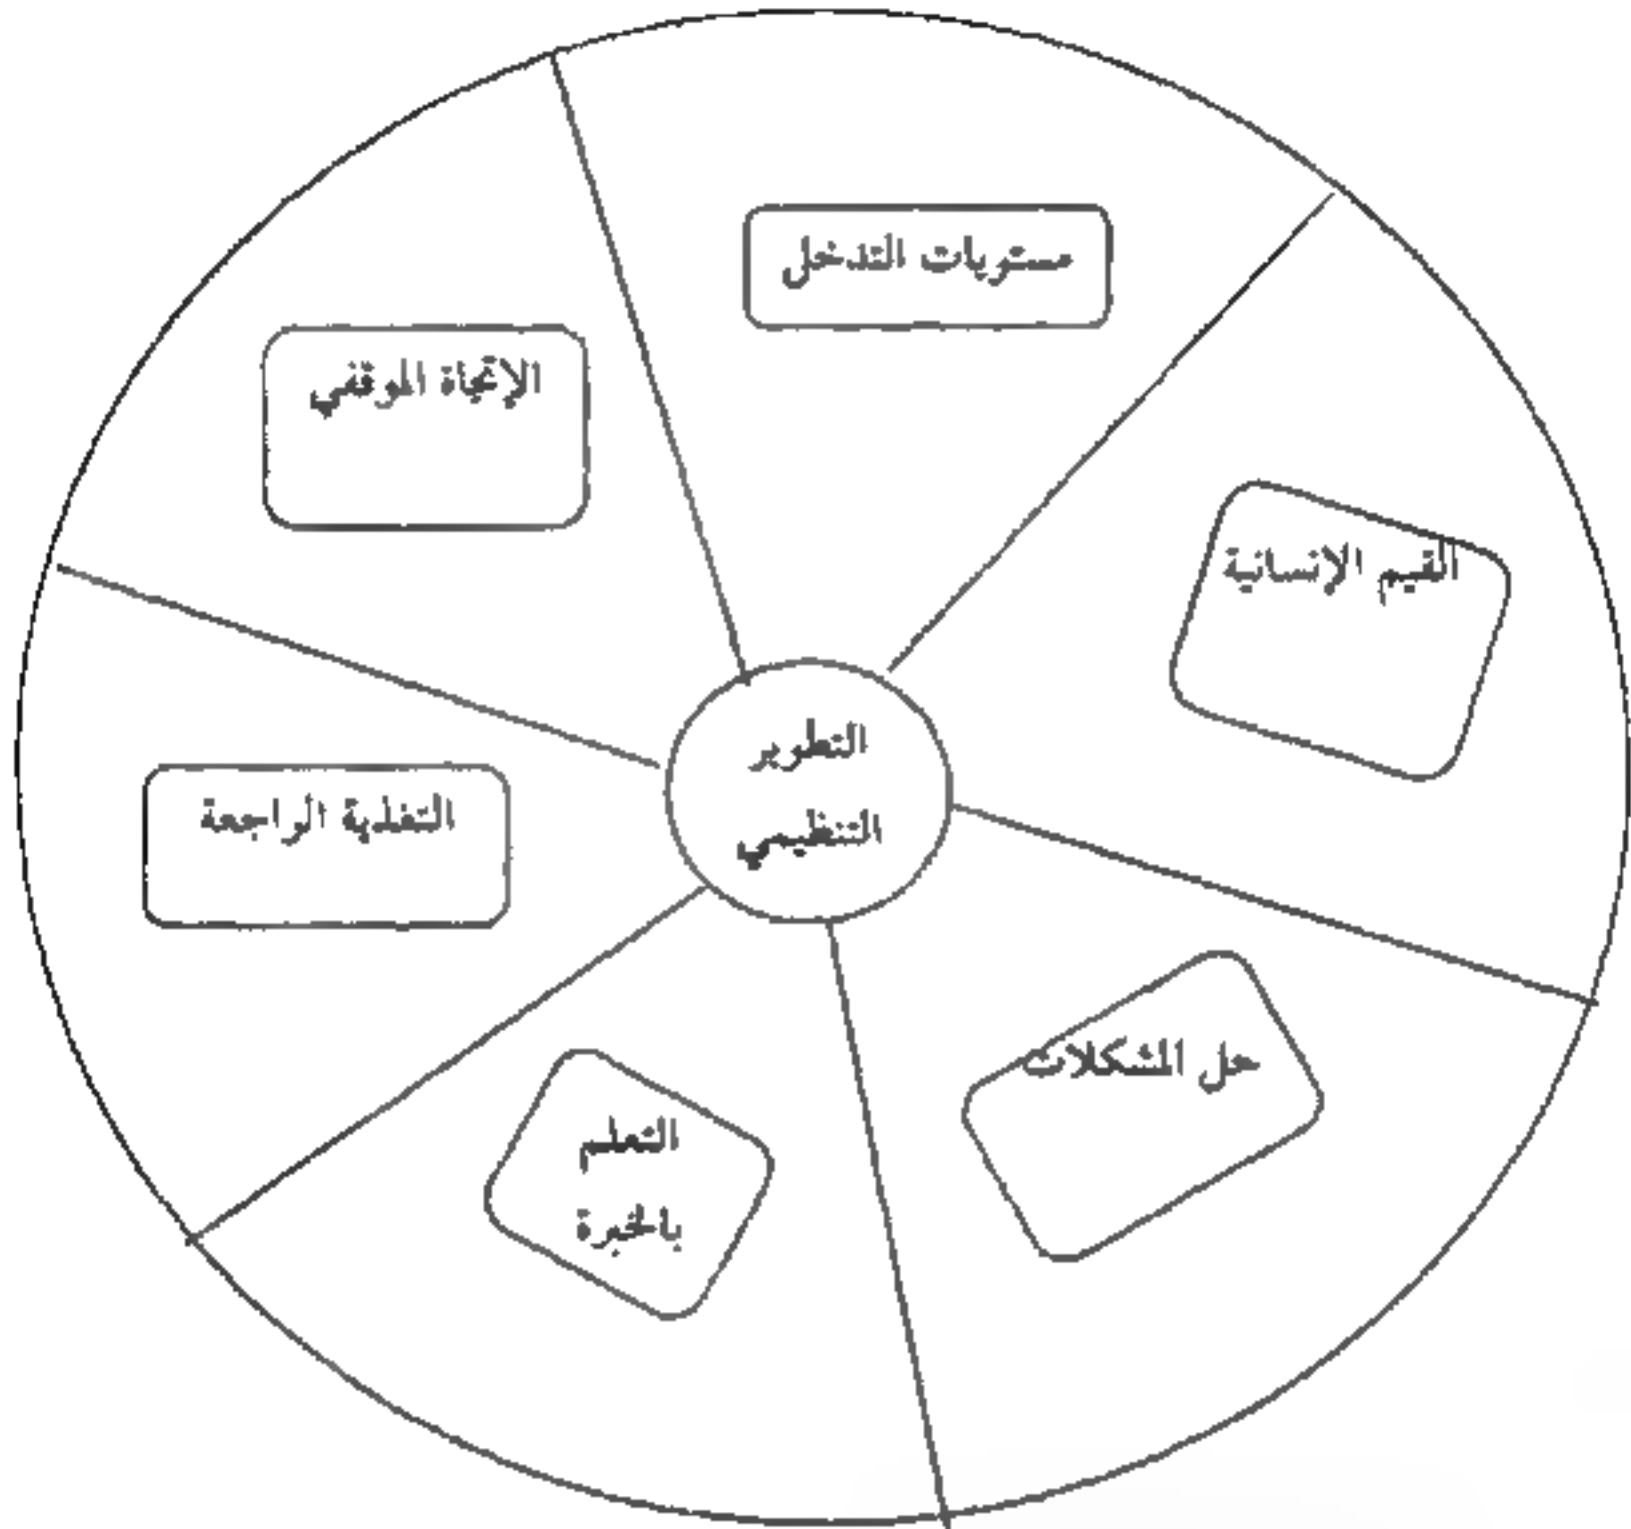 مستويات التدخل
الإتجاة الموقفي
القيم الإنسانية
التطوير
التنظيمي
التغذية الراجعة
حل المشكلات
التعلم
بالخبرة